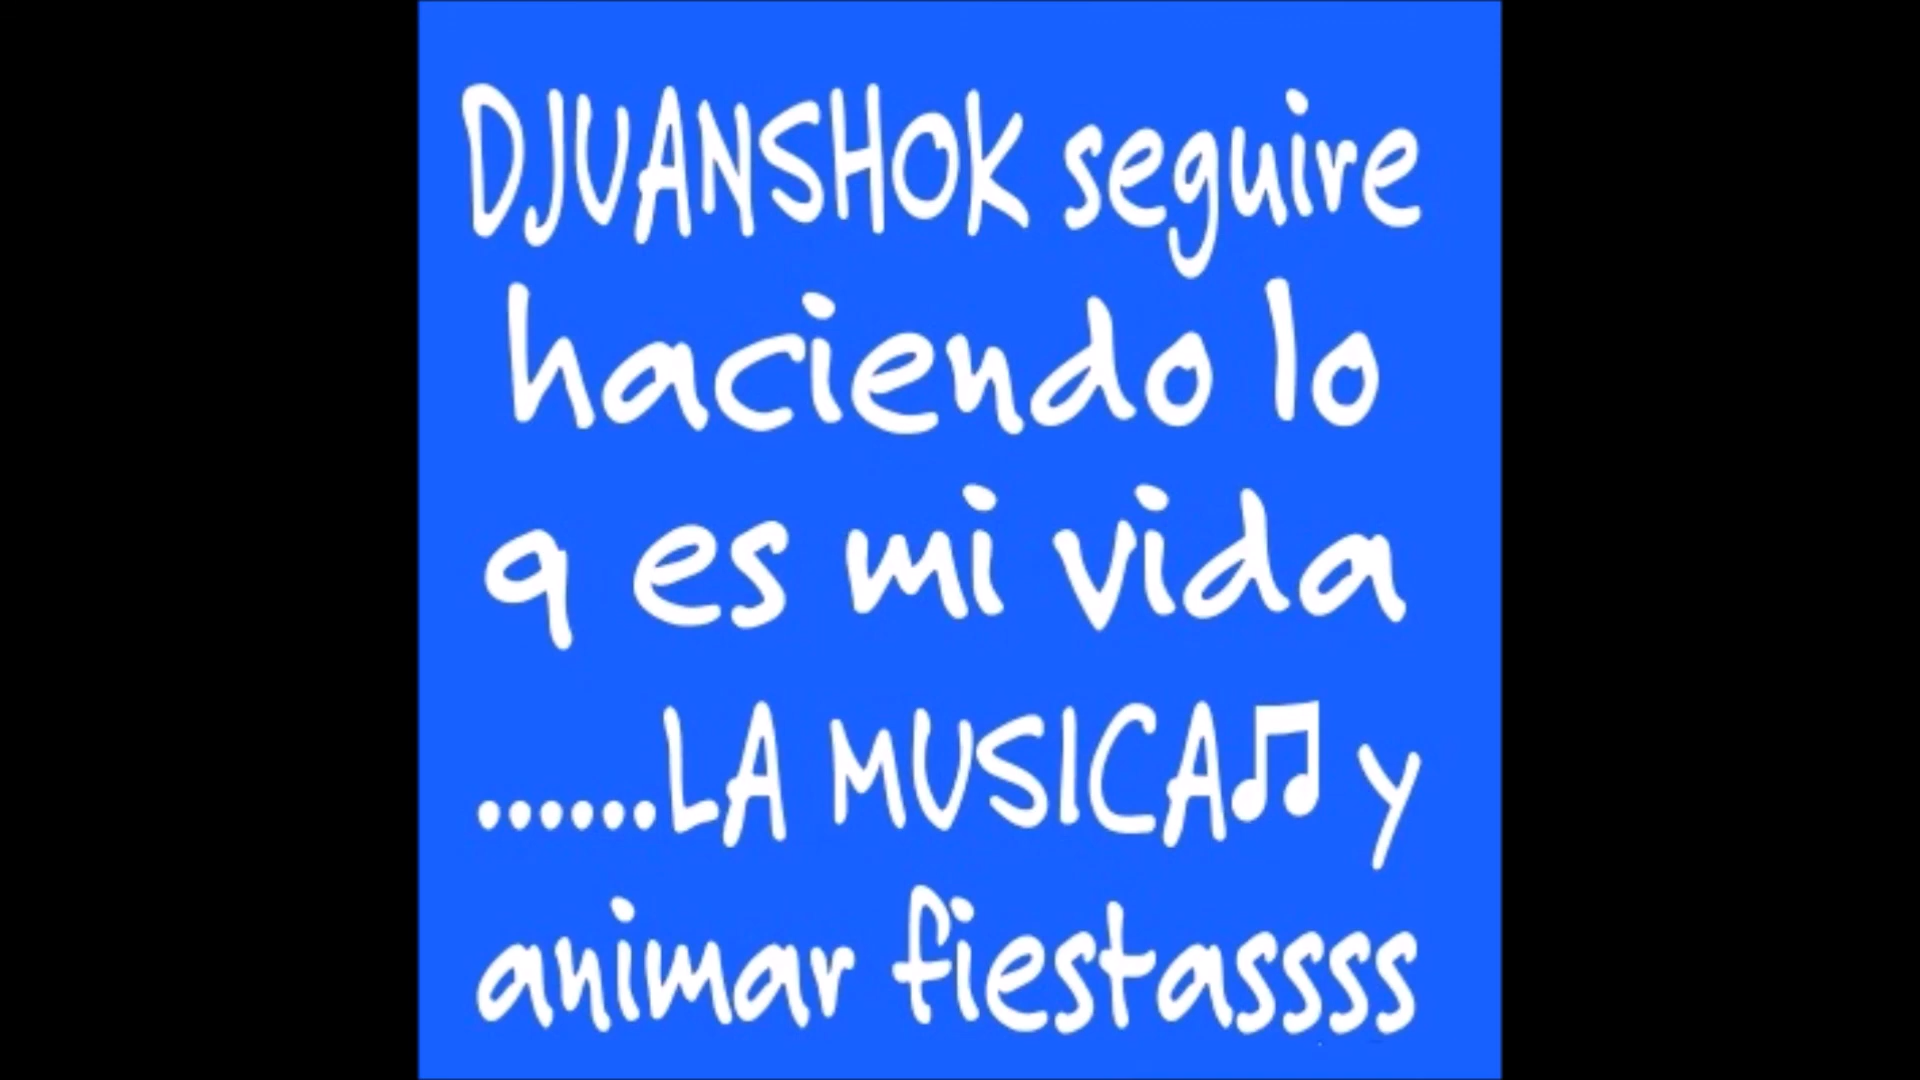 DJUANSHOK seguire
haciendo lo
q es mi vida
......LA MUSICA🎵 y
animar fiestassss